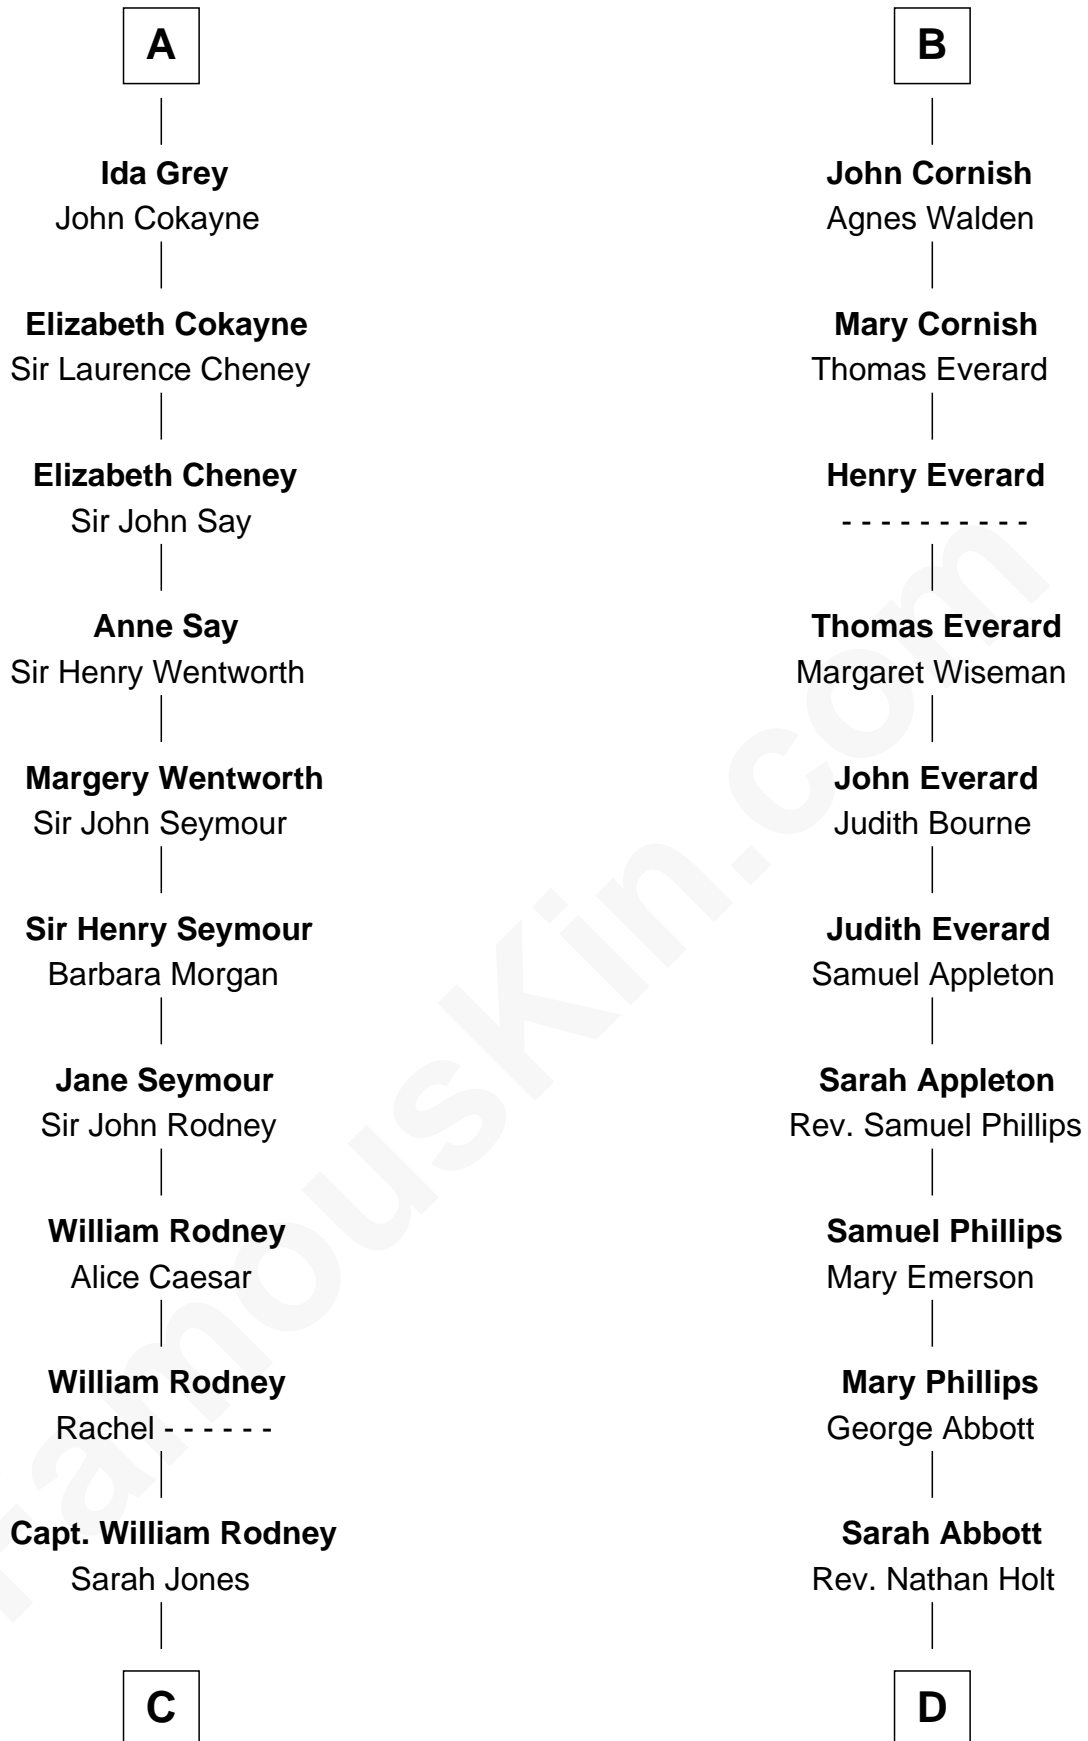 A
Ida Grey
John Cokayne
Elizabeth Cokayne
Sir Laurence Cheney
Elizabeth Cheney
Sir John Say
Anne Say
Sir Henry Wentworth
Margery Wentworth
Sir John Seymour
Sir Henry Seymour
Barbara Morgan
Jane Seymour
Sir John Rodney
William Rodney
Alice Caesar
William Rodney
Rachel - - - - - -
Capt. William Rodney
Sarah Jones
C
B
John Cornish
Agnes Walden
Mary Cornish
Thomas Everard
Henry Everard
- - - - - - - - - -
Thomas Everard
Margaret Wiseman
John Everard
Judith Bourne
Judith Everard
Samuel Appleton
Sarah Appleton
Rev. Samuel Phillips
Samuel Phillips
Mary Emerson
Mary Phillips
George Abbott
Sarah Abbott
Rev. Nathan Holt
D
FamousKin.com